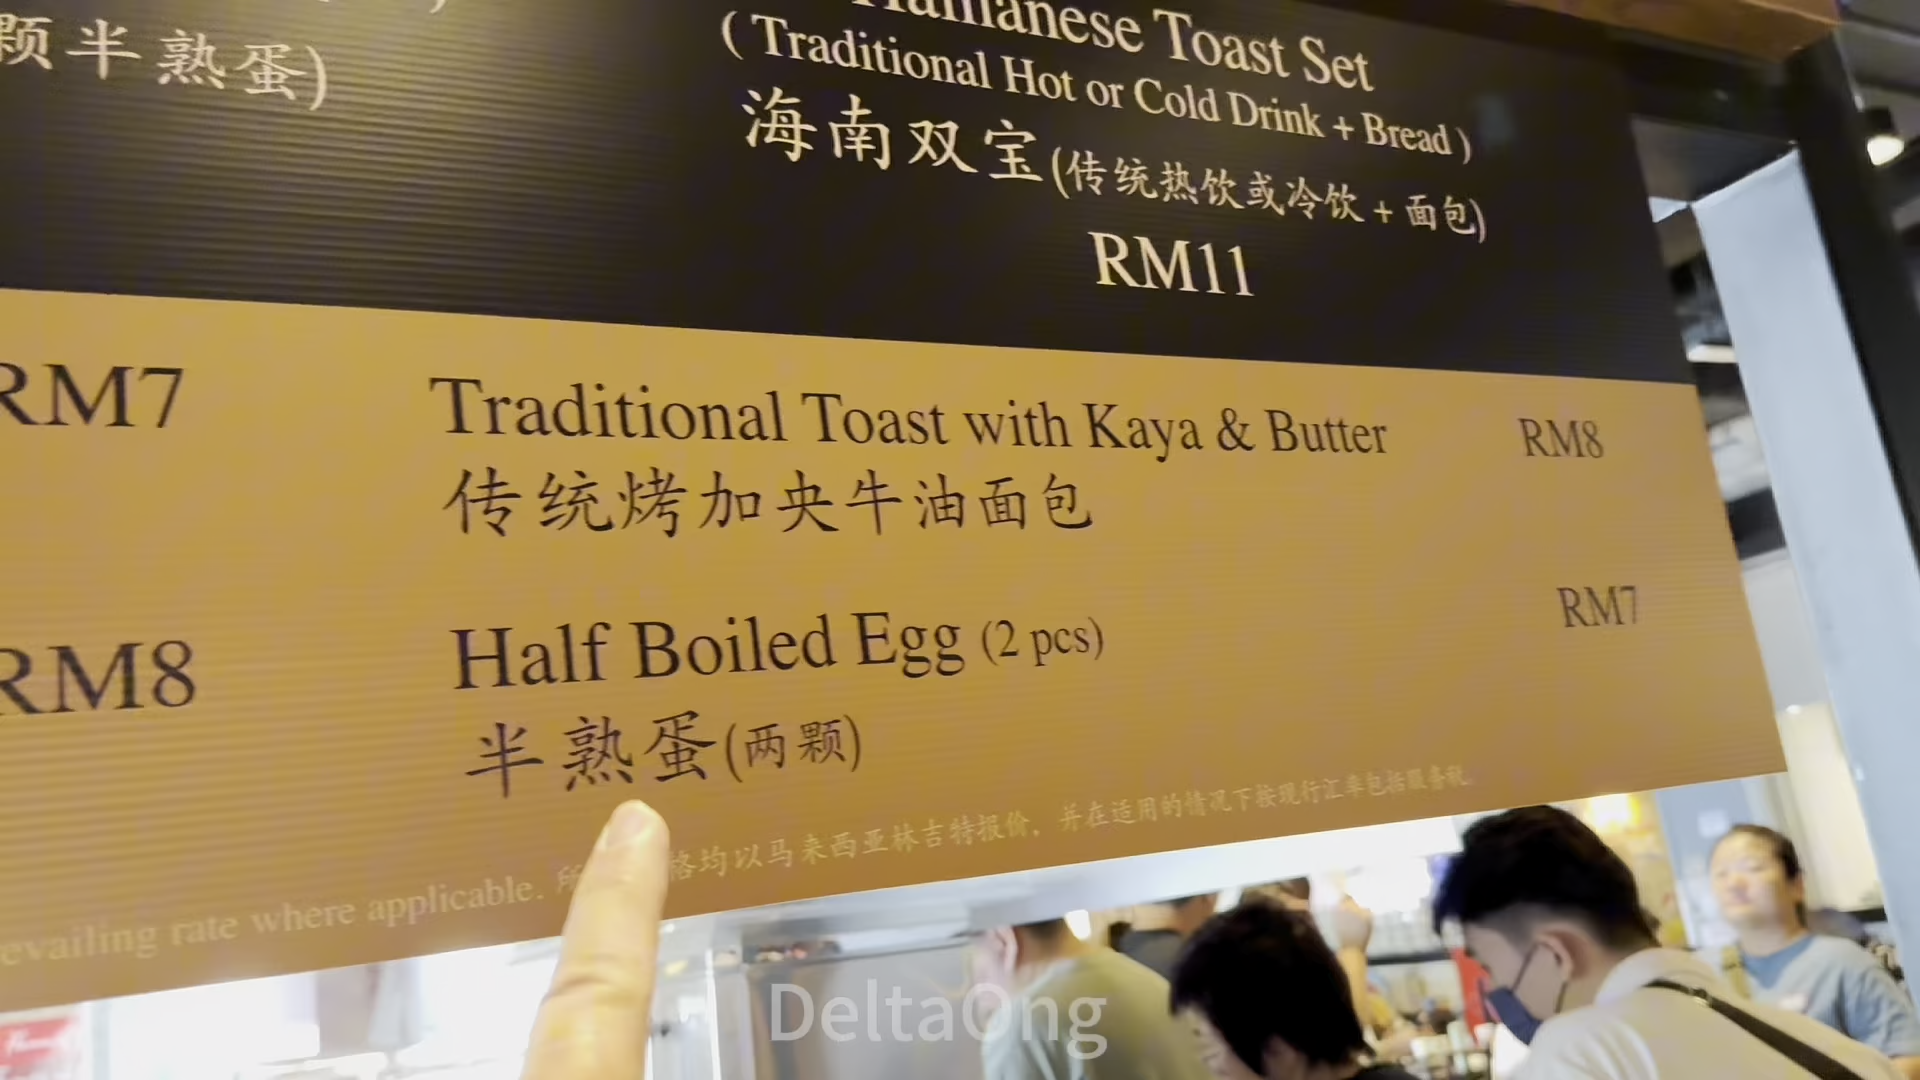 颗半熟蛋)
Toast Set
( Traditional Hot or Cold Drink + Bread )
海南双宝(传统热饮或冷饮 + 面包)
RM11
RM7
Traditional Toast with Kaya & Butter RM8
传统烤加央牛油面包
RM8
Half Boiled Egg (2 pcs) RM7
半熟蛋(两颗)
rate where applicable. 所 格均以马来西亚林吉特报价，并在适用的情况下按现行汇率包括服务税。
DeltaOng